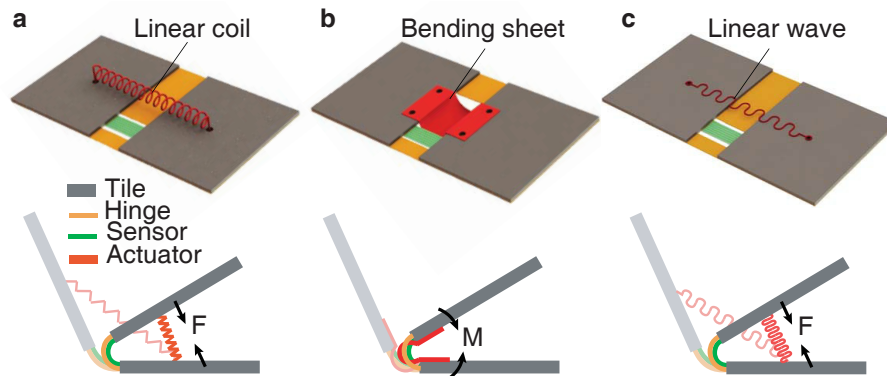 a
Linear coil
b
Bending sheet
c
Linear wave
Tile
Hinge
Sensor
Actuator
F
M
F